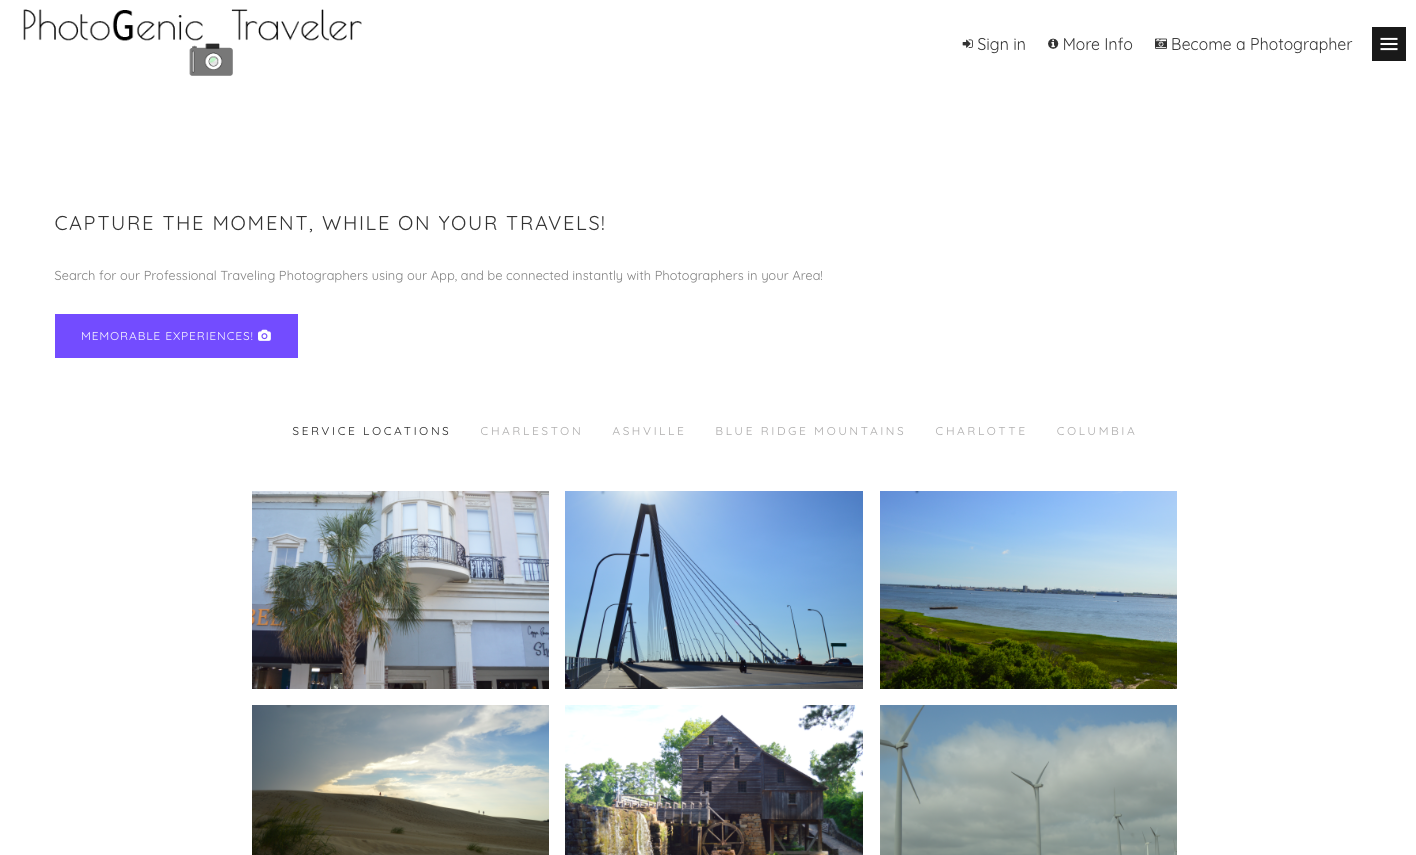 PhotoGenic Traveler
Sign in More Info Become a Photographer
CAPTURE THE MOMENT, WHILE ON YOUR TRAVELS!
Search for our Professional Traveling Photographers using our App, and be connected instantly with Photographers in your Area!
MEMORABLE EXPERIENCES!
SERVICE LOCATIONS CHARLESTON ASHVILLE BLUE RIDGE MOUNTAINS CHARLOTTE COLUMBIA